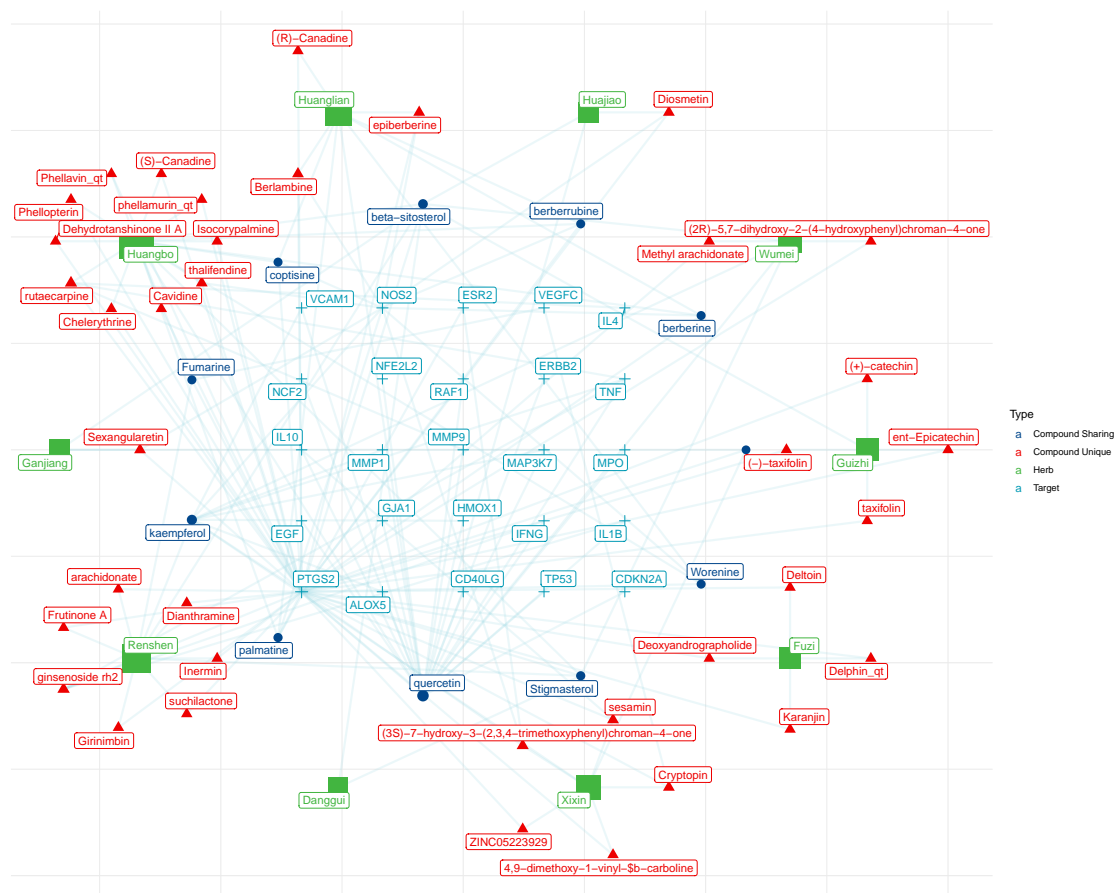 (R)−Canadine
Huanglian
Huajiao
Diosmetin
epiberberine
(S)−Canadine
Phellavin_qt
Berlambine
Phellopterin
phellamurin_qt
beta−sitosterol
berberrubine
Dehydrotanshinone II A
Isocorypalmine
(2R)−5,7−dihydroxy−2−(4−hydroxyphenyl)chroman−4−one
Huangbo
Methyl arachidonate
Wumei
thalifendine
coptisine
rutaecarpine
Cavidine
VCAM1
NOS2
ESR2
VEGFC
Chelerythrine
IL4
berberine
Fumarine
NFE2L2
ERBB2
(+)−catechin
NCF2
RAF1
TNF
Sexangularetin
IL10
MMP9
ent−Epicatechin
Ganjiang
MMP1
MAP3K7
MPO
(−)−taxifolin
Guizhi
Type
Compound Sharing
a Compound Unique
a Herb
a Target
a
GJA1
HMOX1
taxifolin
kaempferol
EGF
IFNG
IL1B
arachidonate
PTGS2
CD40LG
TP53
CDKN2A
Worenine
Deltoin
ALOX5
Frutinone A
Dianthramine
Renshen
palmatine
Deoxyandrographolide
Fuzi
ginsenoside rh2
Inermin
quercetin
Stigmasterol
Delphin_qt
suchilactone
sesamin
Karanjin
Girinimbin
(3S)−7−hydroxy−3−(2,3,4−trimethoxyphenyl)chroman−4−one
Cryptopin
Danggui
Xixin
ZINC05223929
4,9−dimethoxy−1−vinyl−$b−carboline